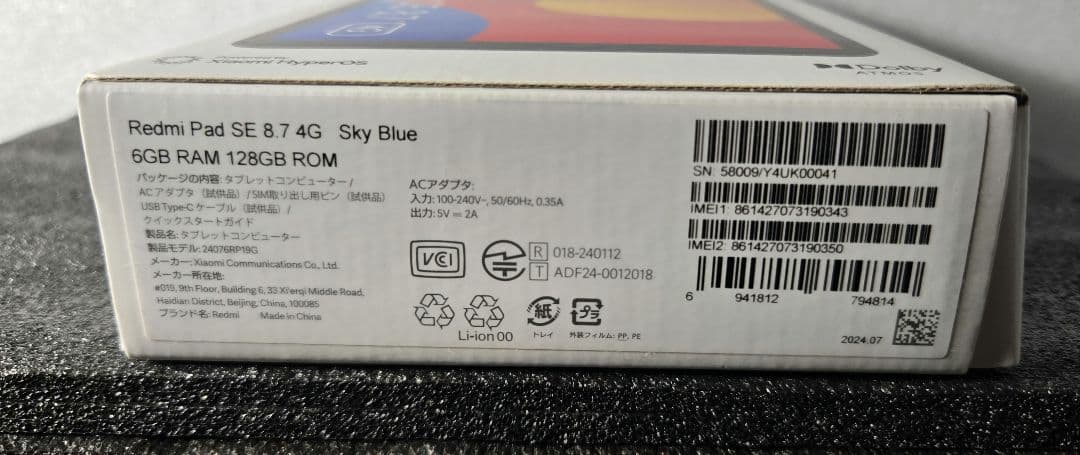 Xiaomi HyperOS
Dolby
ATMOS
Redmi Pad SE 8.7 4G Sky Blue
6GB RAM 128GB ROM
パッケージの内容: タブレットコンピューター /
ACアダプタ（試供品）/SIM取り出し用ピン（試供品）
USB Type-C ケーブル（試供品）/
クイックスタートガイド
製品名: タブレットコンピューター
製品モデル: 24076RP19G
メーカー: Xiaomi Communications Co., Ltd.
メーカー所在地:
#019, 9th Floor, Building 6, 33 Xi'erqi Middle Road,
Haidian District, Beijing, China, 100085
ブランド名: Redmi Made in China
ACアダプタ:
入力: 100-240V~, 50/60Hz, 0.35A
出力: 5V⎓2A
VCCI
R 018-240112
T ADF24-0012018
Li-ion 00
紙
トレイ
プラ
外装フィルム: PP, PE
SN: 58009/Y4UK00041
IMEI1: 861427073190343
IMEI2: 861427073190350
6 941812 794814
2024.07